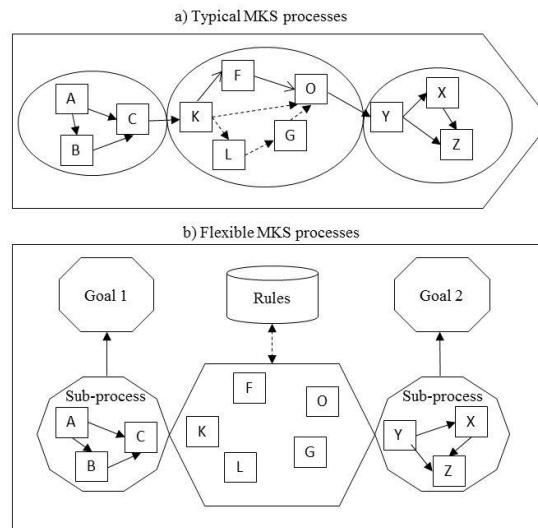 a) Typical MKS processes
A
B
C
K
F
L
G
O
Y
X
Z
b) Flexible MKS processes
Goal 1
Rules
Goal 2
Sub-process
A
B
C
F
O
K
G
L
Sub-process
Y
X
Z